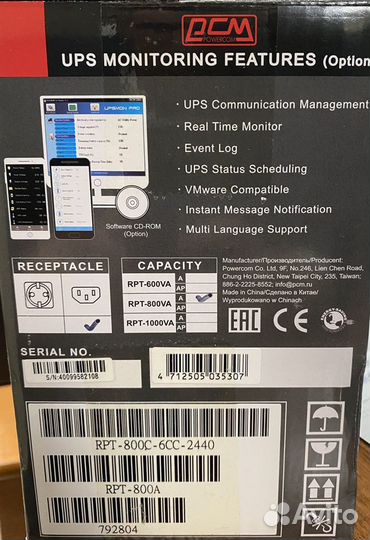 PCM
POWERCOM
UPS MONITORING FEATURES (Option
UPSMON PRO
· UPS Communication Management
· Real Time Monitor
· Event Log
· UPS Status Scheduling
· VMware Compatible
· Instant Message Notification
· Multi Language Support
Software CD-ROM
(Option)
RECEPTACLE
CAPACITY
RPT-600VA A AP
RPT-800VA A AP
RPT-1000VA A AP
Manufacturer/Производитель/Producent:
Powercom Co. Ltd, 9F, No.246, Lien Chen Road,
Chung Ho District, New Taipei City 235, Taiwan,
886-2-2225-8552; info@pcm.ru
Made in China/Сделано в Китае/
Wyprodukowano w Chinach
EAC
CE
SERIAL NO.
S/N:40099582108
4 712505 035307
RPT-800C-6CC-2440
RPT-800A
792804
Avito